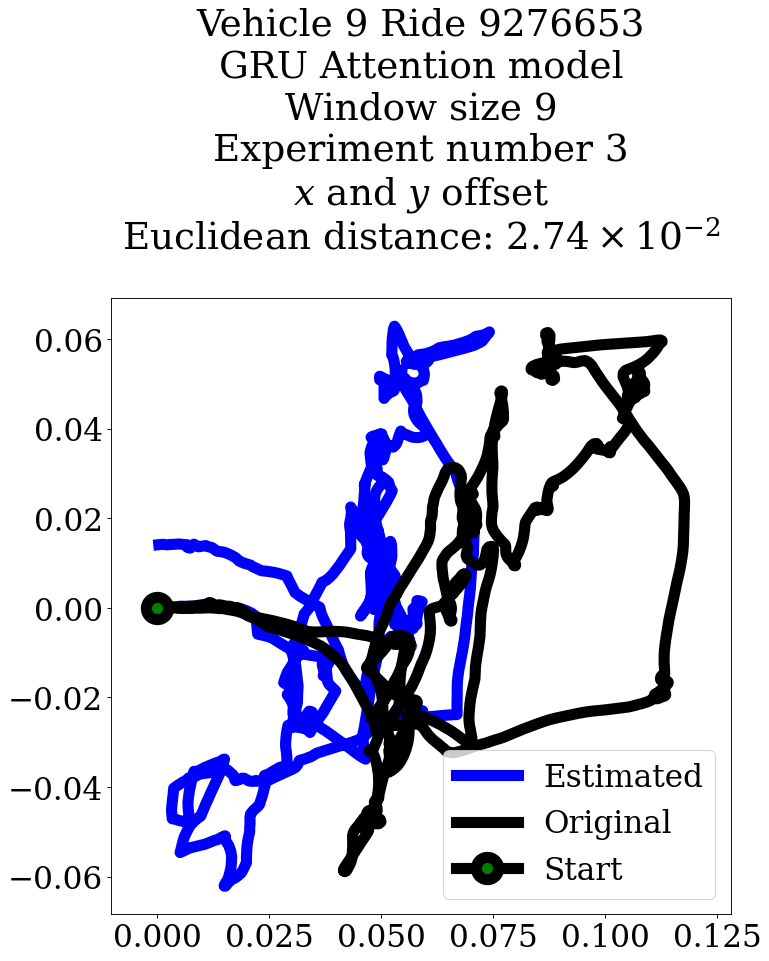 Vehicle 9 Ride 9276653
GRU Attention model
Window size 9
Experiment number 3
x and y offset
Euclidean distance: 2.74 × 10⁻²
0.06
0.04
0.02
0.00
−0.02
−0.04
−0.06
Estimated
Original
Start
0.000 0.025 0.050 0.075 0.100 0.125